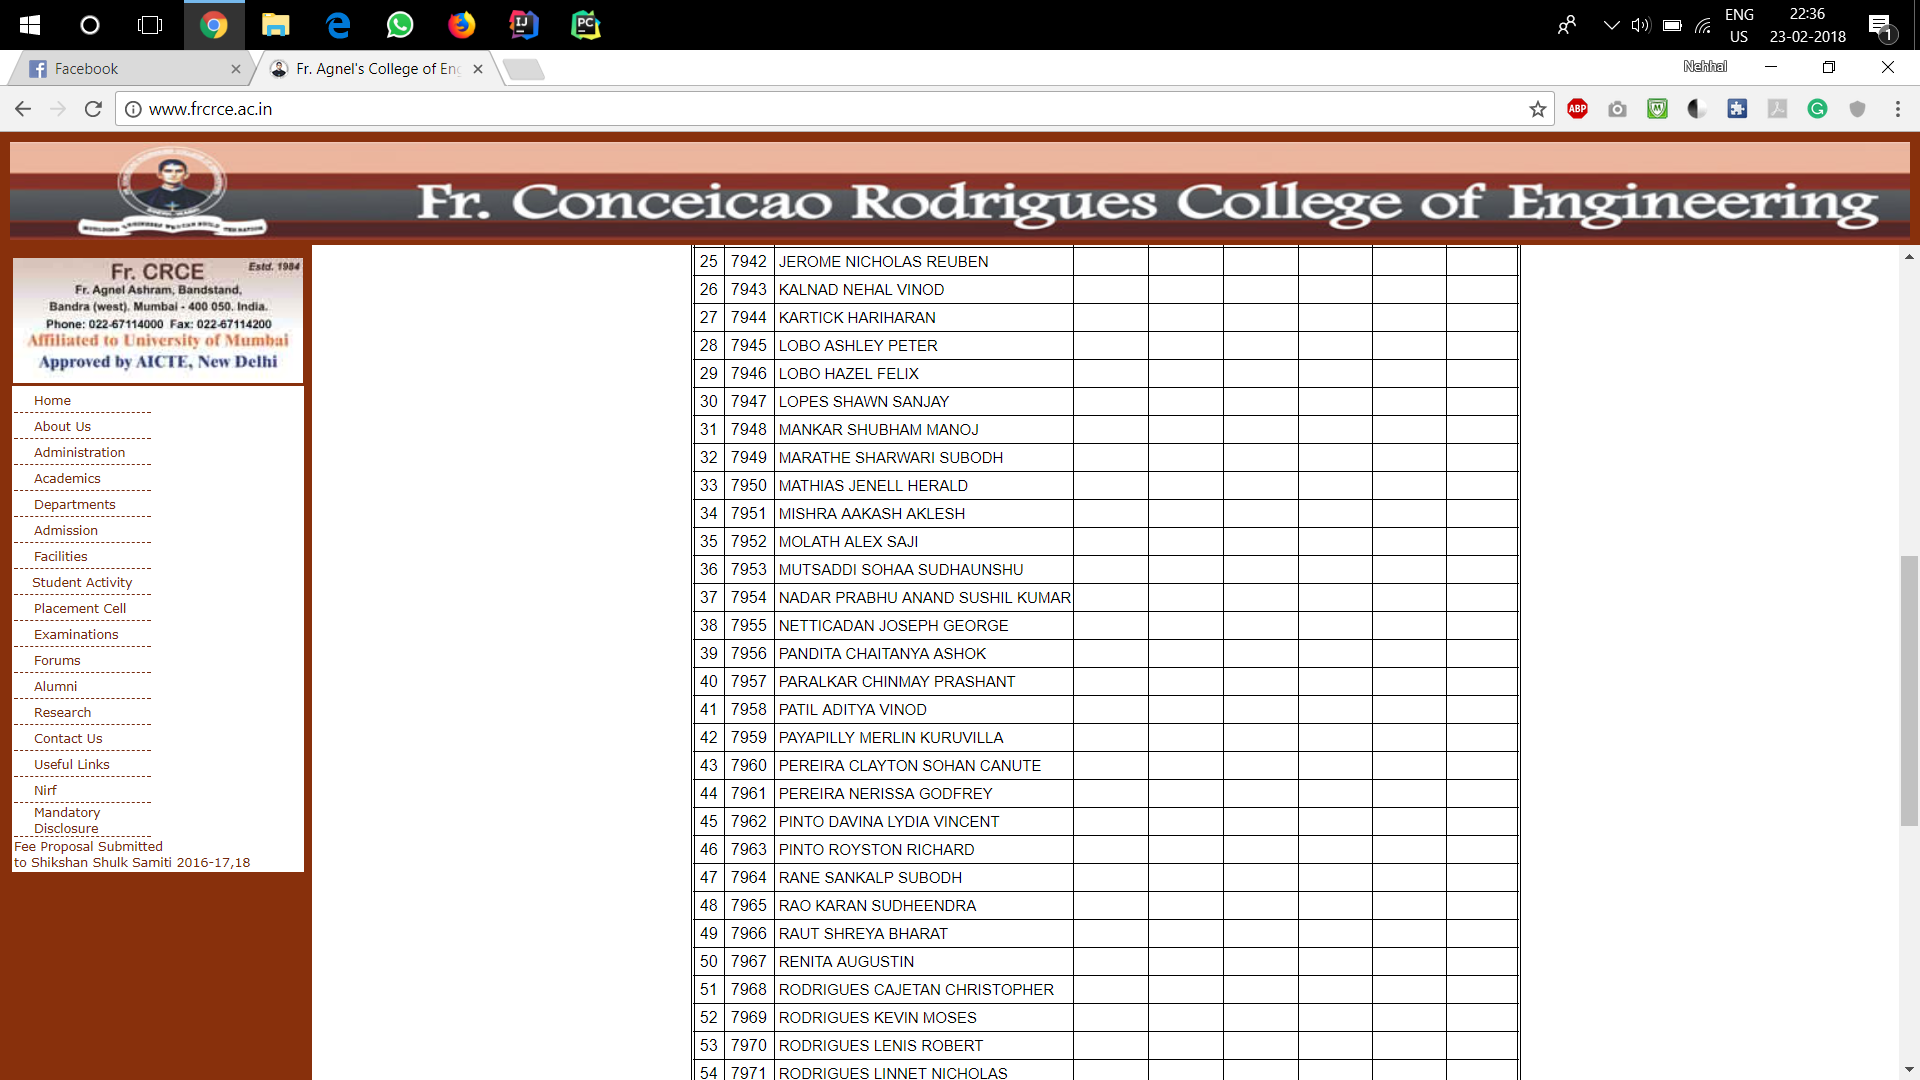 ENG
US
22:36
23-02-2018
1
Facebook
Fr. Agnel's College of Eng
Nehhal
www.frcrce.ac.in
ABP
Fr. Conceicao Rodrigues College of Engineering
Fr. CRCE Estd. 1984
Fr. Agnel Ashram, Bandstand,
Bandra (west). Mumbai - 400 050. India.
Phone: 022-67114000 Fax: 022-67114200
Affiliated to University of Mumbai
Approved by AICTE, New Delhi
Home
About Us
Administration
Academics
Departments
Admission
Facilities
Student Activity
Placement Cell
Examinations
Forums
Alumni
Research
Contact Us
Useful Links
Nirf
Mandatory
Disclosure
Fee Proposal Submitted
to Shikshan Shulk Samiti 2016-17,18
25 7942 JEROME NICHOLAS REUBEN
26 7943 KALNAD NEHAL VINOD
27 7944 KARTICK HARIHARAN
28 7945 LOBO ASHLEY PETER
29 7946 LOBO HAZEL FELIX
30 7947 LOPES SHAWN SANJAY
31 7948 MANKAR SHUBHAM MANOJ
32 7949 MARATHE SHARWARI SUBODH
33 7950 MATHIAS JENELL HERALD
34 7951 MISHRA AAKASH AKLESH
35 7952 MOLATH ALEX SAJI
36 7953 MUTSADDI SOHAA SUDHAUNSHU
37 7954 NADAR PRABHU ANAND SUSHIL KUMAR
38 7955 NETTICADAN JOSEPH GEORGE
39 7956 PANDITA CHAITANYA ASHOK
40 7957 PARALKAR CHINMAY PRASHANT
41 7958 PATIL ADITYA VINOD
42 7959 PAYAPILLY MERLIN KURUVILLA
43 7960 PEREIRA CLAYTON SOHAN CANUTE
44 7961 PEREIRA NERISSA GODFREY
45 7962 PINTO DAVINA LYDIA VINCENT
46 7963 PINTO ROYSTON RICHARD
47 7964 RANE SANKALP SUBODH
48 7965 RAO KARAN SUDHEENDRA
49 7966 RAUT SHREYA BHARAT
50 7967 RENITA AUGUSTIN
51 7968 RODRIGUES CAJETAN CHRISTOPHER
52 7969 RODRIGUES KEVIN MOSES
53 7970 RODRIGUES LENIS ROBERT
54 7971 RODRIGUES LINNET NICHOLAS